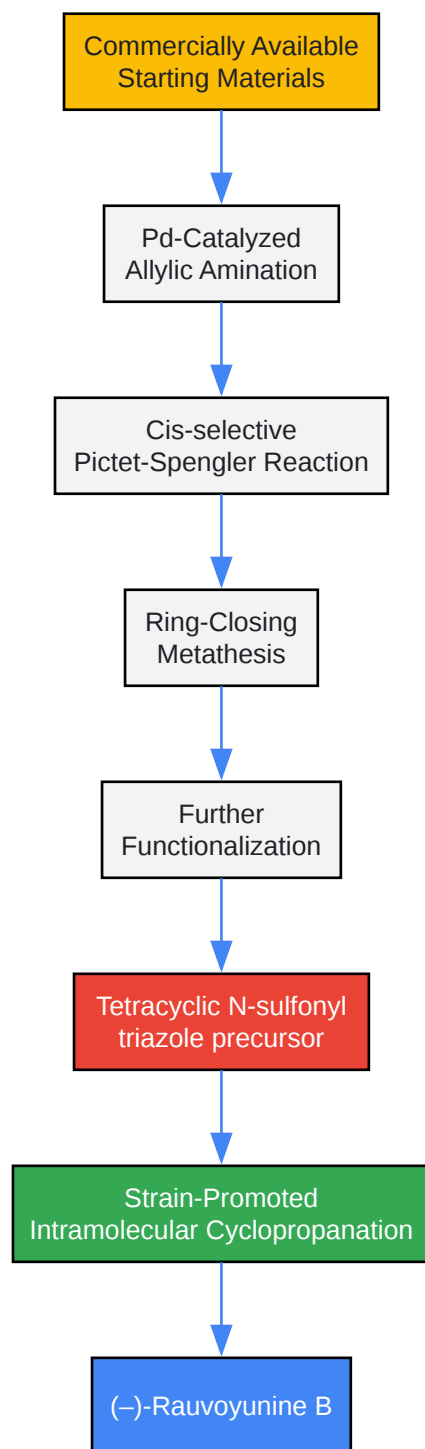 Commercially Available
Starting Materials
Pd-Catalyzed
Allylic Amination
Cis-selective
Pictet-Spengler Reaction
Ring-Closing
Metathesis
Further
Functionalization
Tetracyclic N-sulfonyl
triazole precursor
Strain-Promoted
Intramolecular Cyclopropanation
(–)-Rauvoyunine B